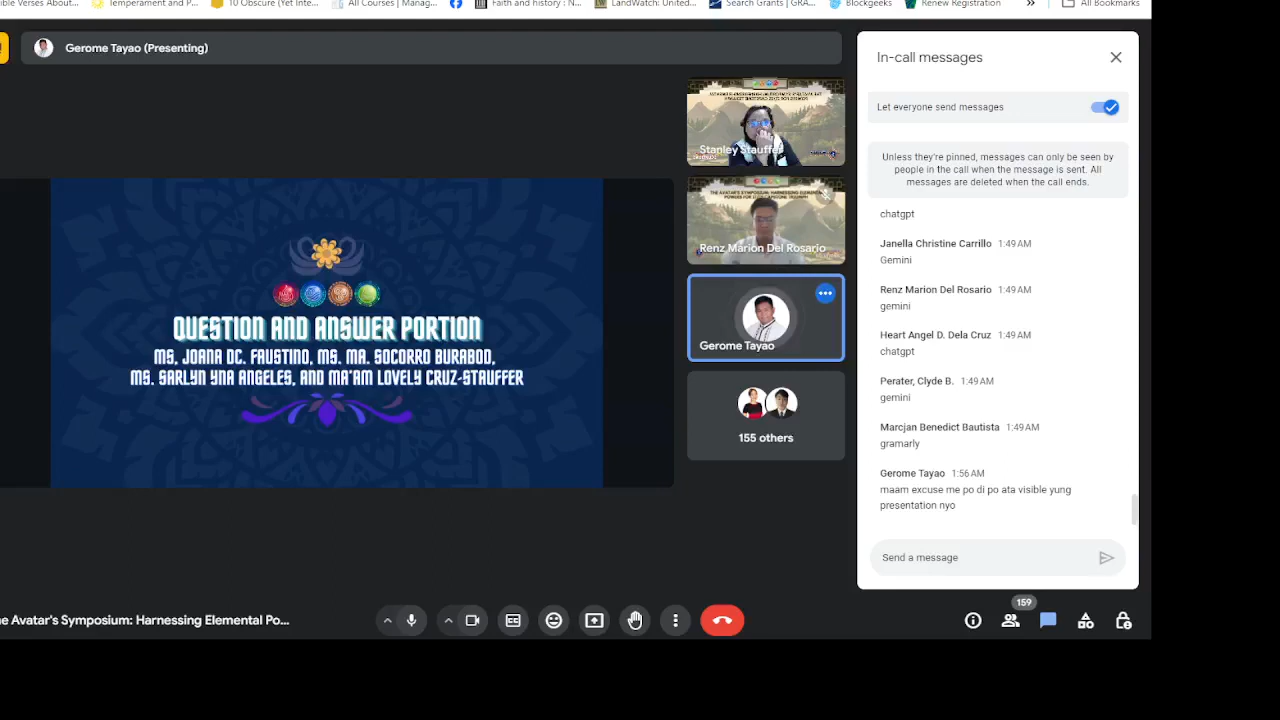 Temperament and P...
10 Obscure (Yet Inte...
All Courses | Manag...
Faith and history : N...
LandWatch: United...
Search Grants | GRA...
Blockgeeks
Renew Registration
»
All Bookmarks
Gerome Tayao (Presenting)
In-call messages
Let everyone send messages
Unless they're pinned, messages can only be seen by
people in the call when the message is sent. All
messages are deleted when the call ends.
chatgpt
Janella Christine Carrillo 1:49 AM
Gemini
Renz Marion Del Rosario 1:49 AM
gemini
Heart Angel D. Dela Cruz 1:49 AM
chatgpt
Perater, Clyde B. 1:49 AM
gemini
Marcjan Benedict Bautista 1:49 AM
gramarly
Gerome Tayao 1:56 AM
maam excuse me po di po ata visible yung
presentation nyo
Send a message
Stanley Stauffer
Renz Marion Del Rosario
Gerome Tayao
155 others
QUESTION AND ANSWER PORTION
MS. JOANA DC. FAUSTINO, MS. MA. SOCORRO BURABOD,
MS. SARLYN YNA ANGELES, AND MA'AM LOVELY CRUZ-STAUFFER
he Avatar's Symposium: Harnessing Elemental Po...
159